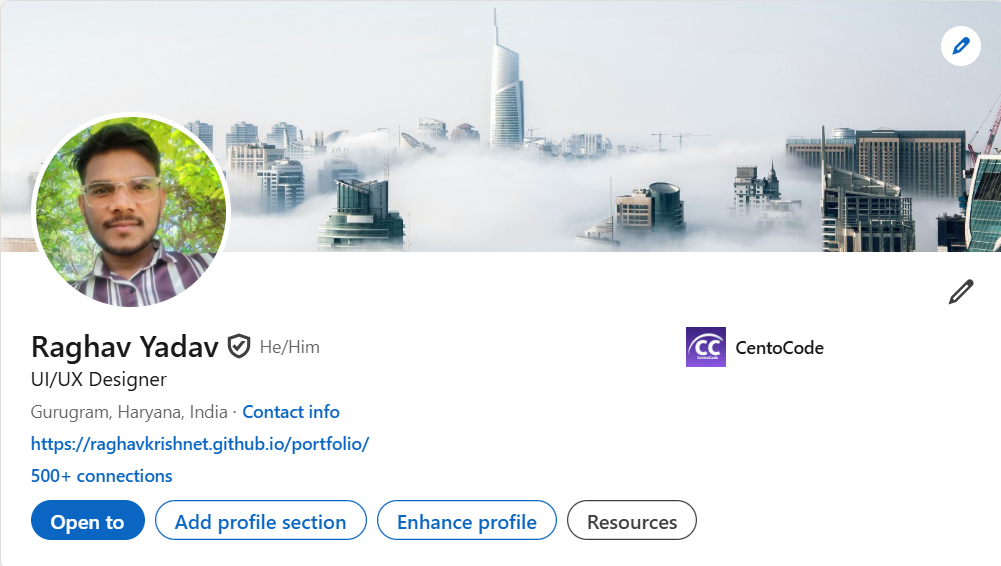 Raghav Yadav He/Him
UI/UX Designer
Gurugram, Haryana, India · Contact info
https://raghavkrishnet.github.io/portfolio/
500+ connections
CC
CentoCode
CentoCode
Open to
Add profile section
Enhance profile
Resources